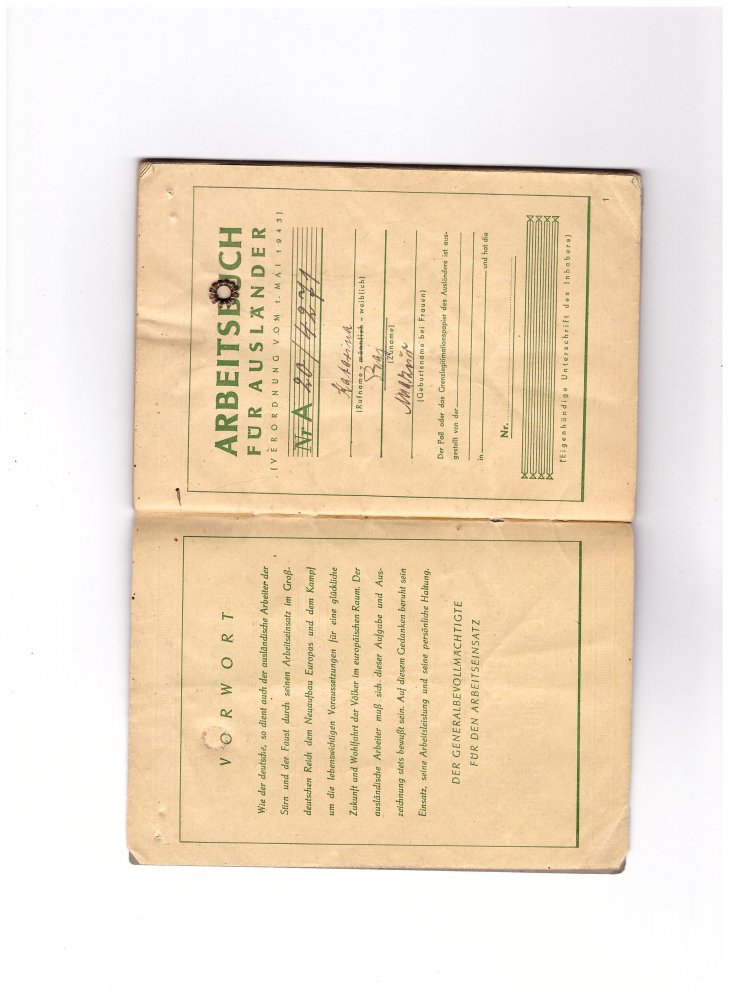 VORWORT
Wie der deutsche, so dient auch der ausländische Arbeiter der
Stirn und der Faust durch seinen Arbeitseinsatz im Groß-
deutschen Reich dem Neuaufbau Europas und dem Kampf
um die lebenswichtigen Voraussetzungen für eine glückliche
Zukunft und Wohlfahrt der Völker im europäischen Raum. Der
ausländische Arbeiter muß sich dieser Aufgabe und Aus-
zeichnung stets bewußt sein. Auf diesem Gedanken beruht sein
Einsatz, seine Arbeitsleistung und seine persönliche Haltung.
DER GENERALBEVOLLMÄCHTIGTE
FÜR DEN ARBEITSEINSATZ
ARBEITSBUCH
FÜR AUSLÄNDER
(VERORDNUNG VOM 1. MAI 1943)
Nr A 20/4271
(Rufname – männlich – weiblich)
(Zuname)
(Geburtsname bei Frauen)
Der Paß oder das Grenzlegitimationspapier des Ausländers ist aus-
gestellt von der
in und hat die
Nr.
(Eigenhändige Unterschrift des Inhabers)
1